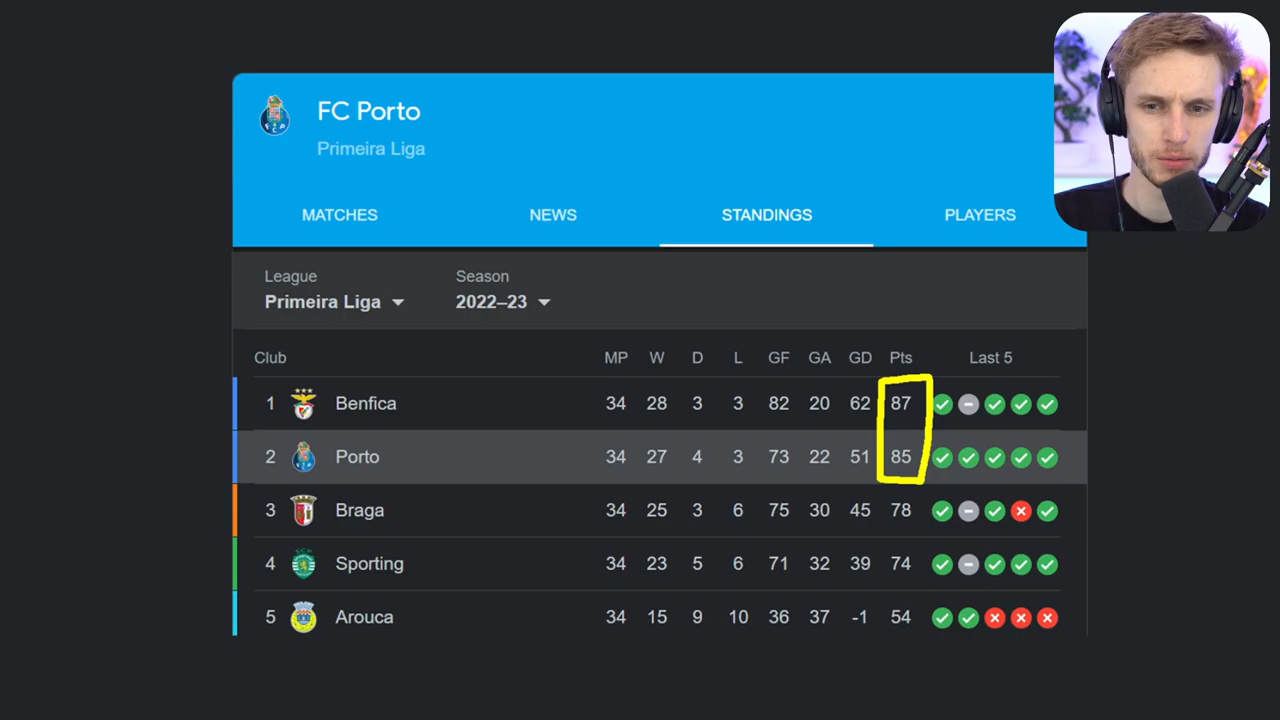 FC Porto
Primeira Liga
MATCHES NEWS STANDINGS PLAYERS
League Season
Primeira Liga 2022–23
Club MP W D L GF GA GD Pts Last 5
1 Benfica 34 28 3 3 82 20 62 87
2 Porto 34 27 4 3 73 22 51 85
3 Braga 34 25 3 6 75 30 45 78
4 Sporting 34 23 5 6 71 32 39 74
5 Arouca 34 15 9 10 36 37 -1 54